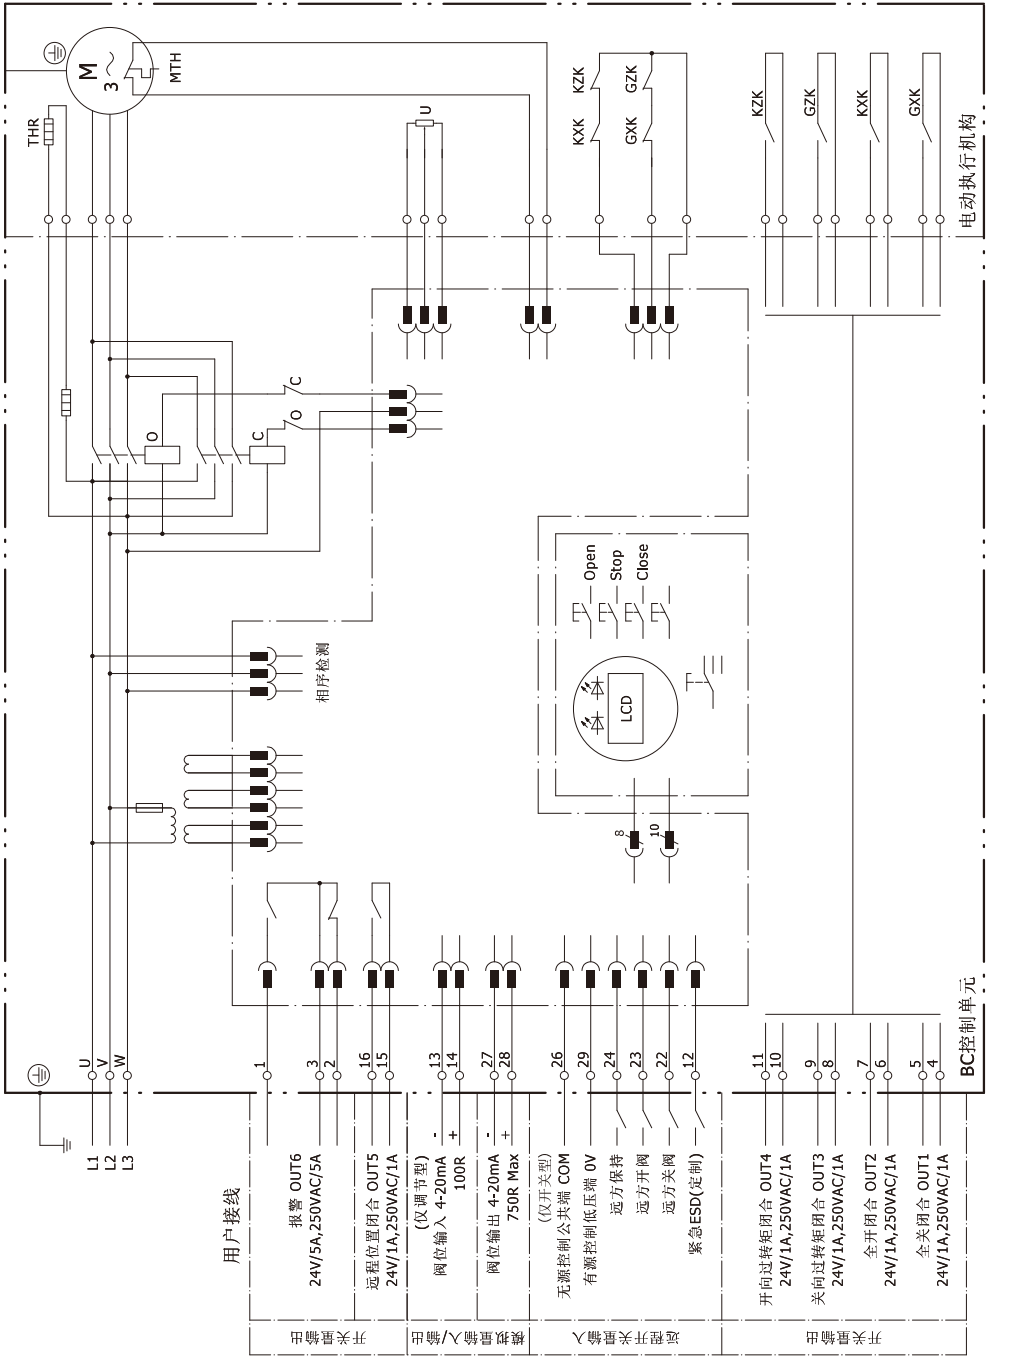 用户接线
L1
L2
L3
U
V
W
报警 OUT6
24V/5A,250VAC/5A
1
3
2
远程位置闭合 OUT5
24V/1A,250VAC/1A
16
15
(仅调节型)
阀位输入 4-20mA
100R
-
+
13
14
阀位输出 4-20mA
750R Max
-
+
27
28
(仅开关型)
无源控制公共端 COM
有源控制低压端 0V
远方保持
远方开阀
远方关阀
紧急ESD(定制)
26
29
24
23
22
12
开向过转矩闭合 OUT4
24V/1A,250VAC/1A
11
10
关向过转矩闭合 OUT3
24V/1A,250VAC/1A
9
8
全开闭合 OUT2
24V/1A,250VAC/1A
7
6
全关闭合 OUT1
24V/1A,250VAC/1A
5
4
开关量输出
模拟量输入/输出
远程开关量输入
开关量输出
BC控制单元
相序检测
8
10
LCD
Open
Stop
Close
O
C
O
C
THR
M
3
MTH
U
KXK
KZK
GXK
GZK
KZK
GZK
KXK
GXK
电动执行机构